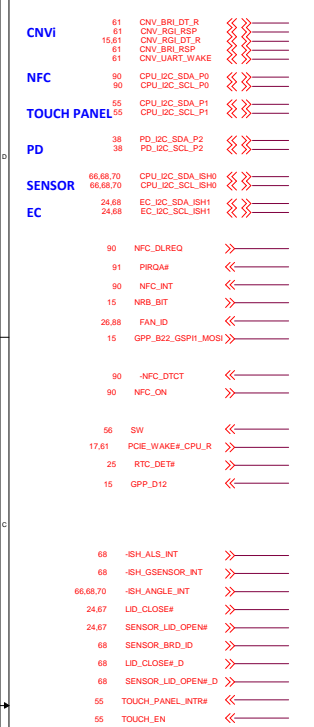 CNVi
61 CNV_BRI_DT_R
61 CNV_RGI_RSP
15,61 CNV_RGI_DT_R
61 CNV_BRI_RSP
61 CNV_UART_WAKE
NFC
90 CPU_I2C_SDA_P0
90 CPU_I2C_SCL_P0
TOUCH PANEL
55 CPU_I2C_SDA_P1
55 CPU_I2C_SCL_P1
PD
38 PD_I2C_SDA_P2
38 PD_I2C_SCL_P2
D
SENSOR
66,68,70 CPU_I2C_SDA_ISH0
66,68,70 CPU_I2C_SCL_ISH0
EC
24,68 EC_I2C_SDA_ISH1
24,68 EC_I2C_SCL_ISH1
90 NFC_DLREQ
91 PIRQA#
90 NFC_INT
15 NRB_BIT
26,88 FAN_ID
15 GPP_B22_GSPI1_MOSI
90 -NFC_DTCT
90 NFC_ON
56 SW
17,61 PCIE_WAKE#_CPU_R
25 RTC_DET#
15 GPP_D12
C
68 -ISH_ALS_INT
68 -ISH_GSENSOR_INT
66,68,70 -ISH_ANGLE_INT
24,67 LID_CLOSE#
24,67 SENSOR_LID_OPEN#
68 SENSOR_BRD_ID
68 LID_CLOSE#_D
68 SENSOR_LID_OPEN#_D
55 TOUCH_PANEL_INTR#
55 TOUCH_EN